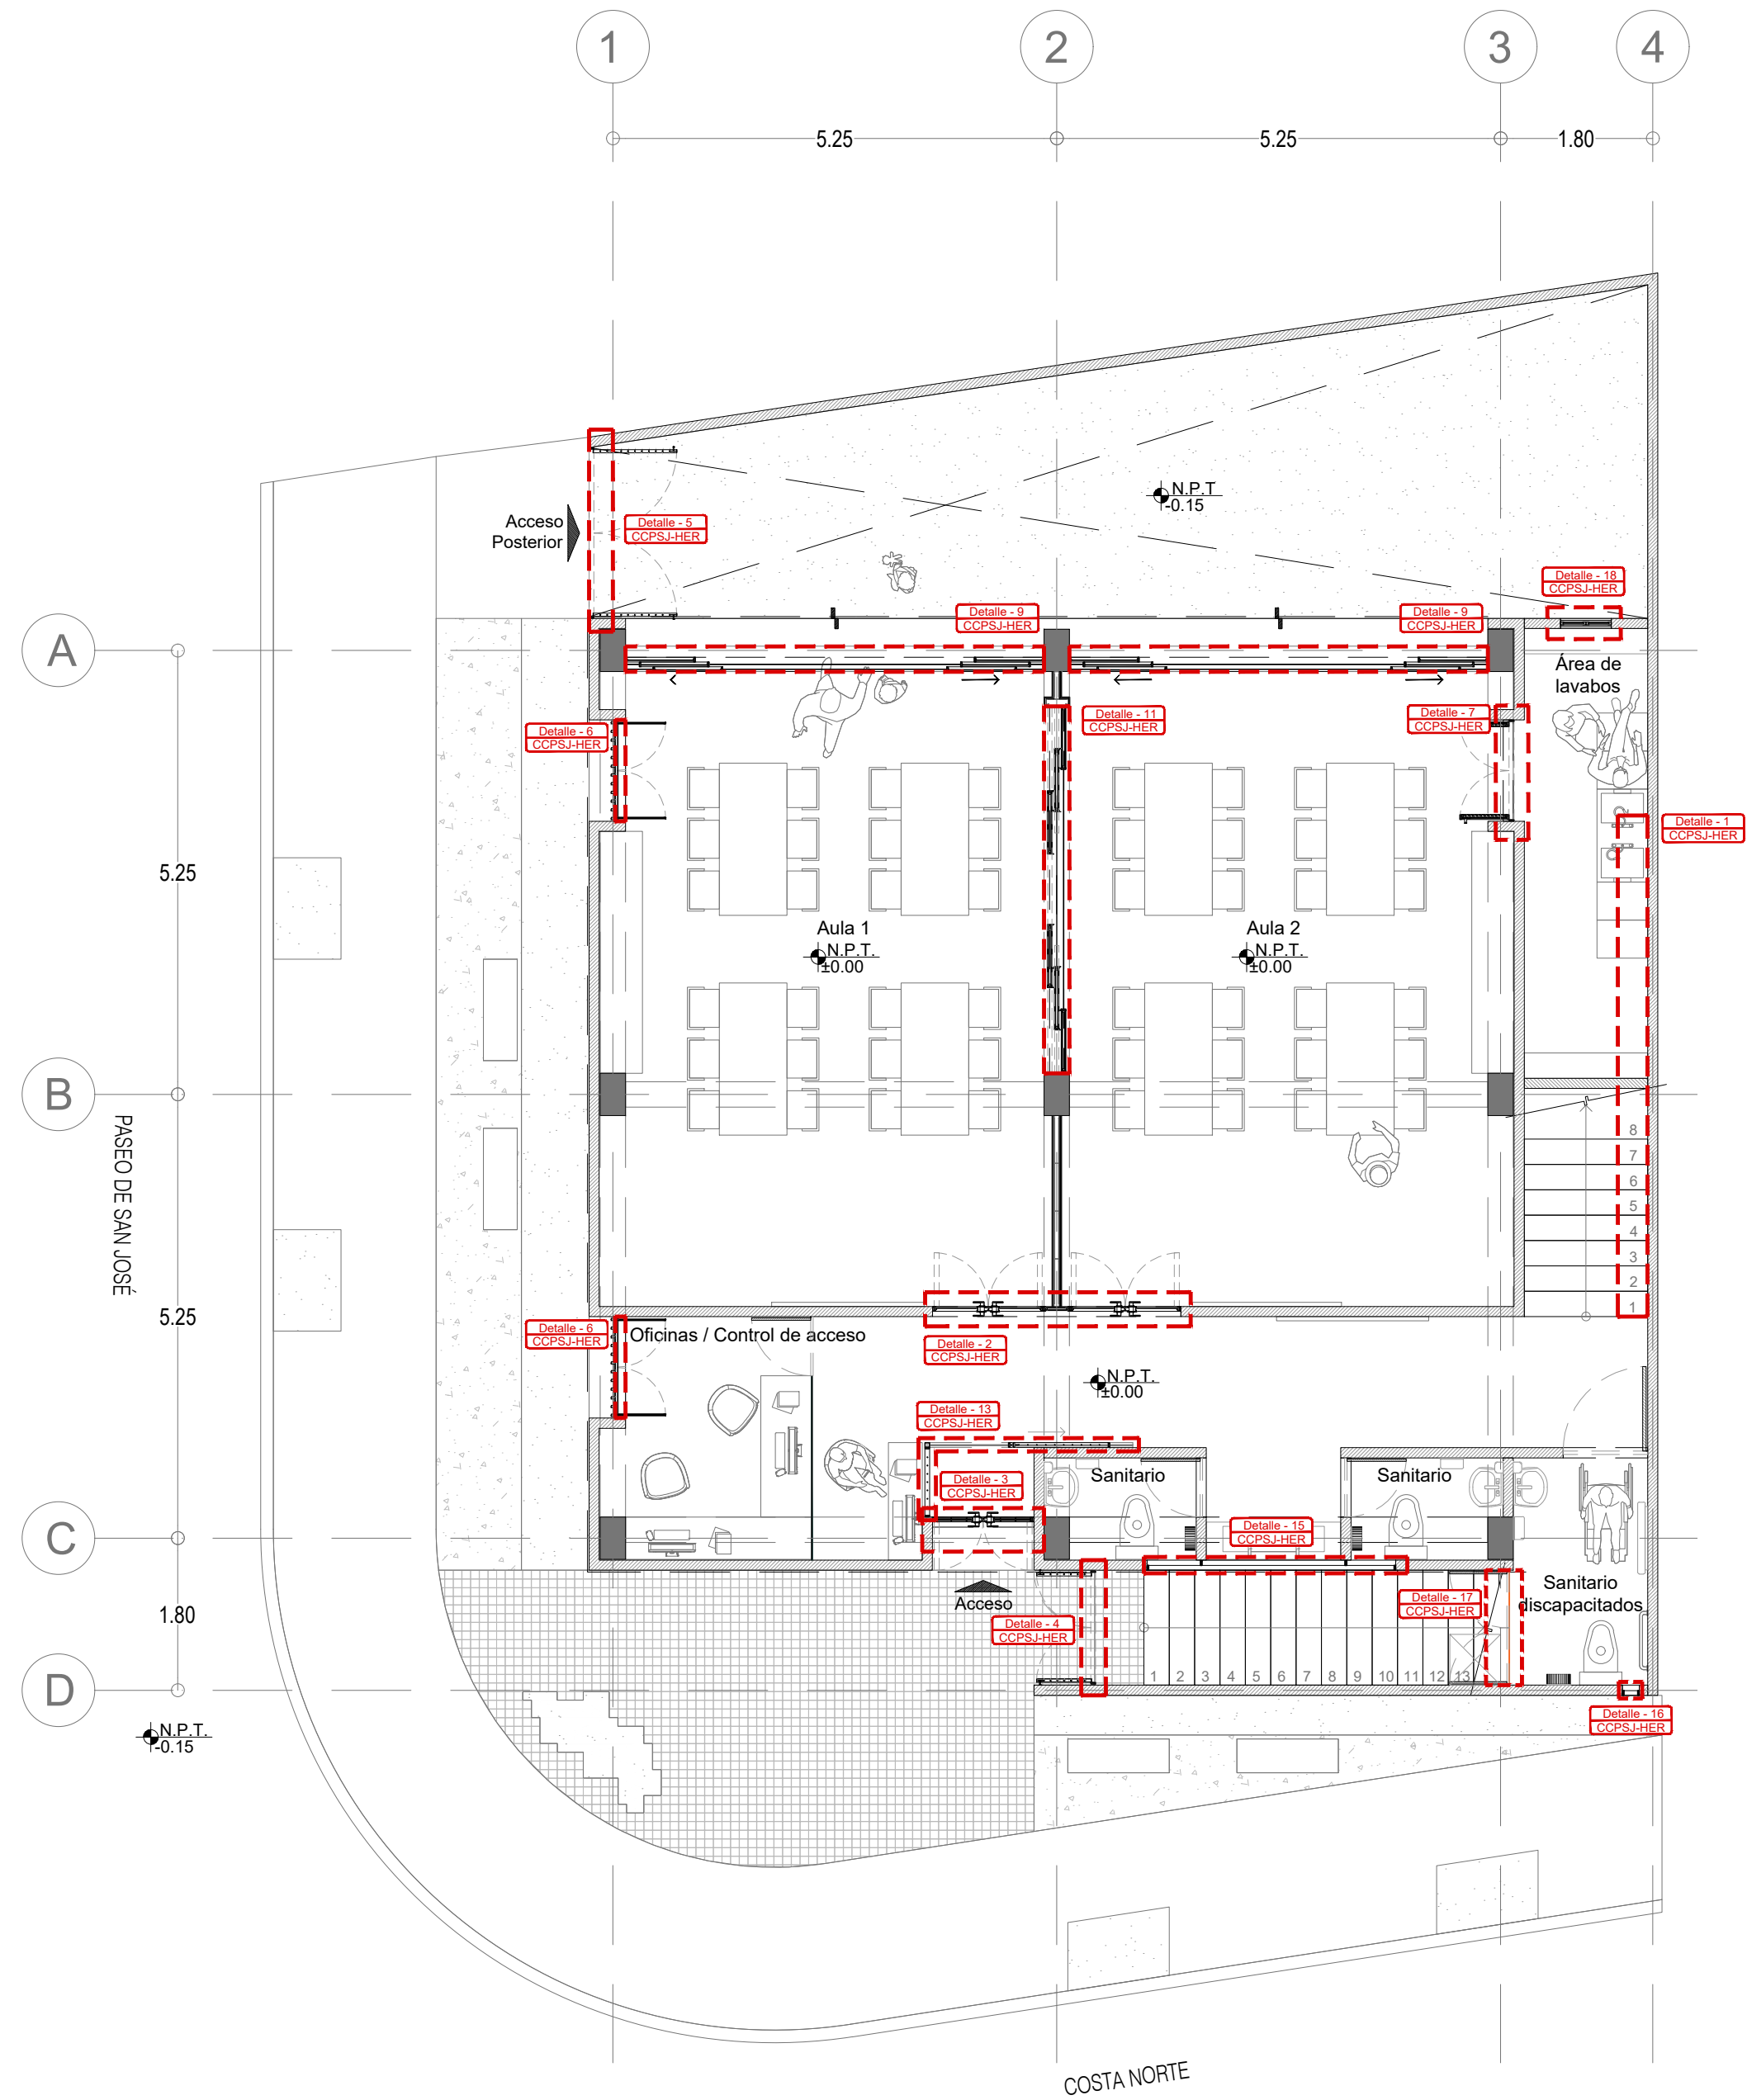 1 2 3 4
5.25 5.25 1.80
N.P.T
-0.15
Acceso
Posterior
Detalle - 5
CCPSJ-HER
Detalle - 18
CCPSJ-HER
Detalle - 9
CCPSJ-HER
Detalle - 9
CCPSJ-HER
A
Área de
lavabos
Detalle - 6
CCPSJ-HER
Detalle - 11
CCPSJ-HER
Detalle - 7
CCPSJ-HER
Detalle - 1
CCPSJ-HER
5.25
Aula 1
N.P.T.
±0.00
Aula 2
N.P.T.
±0.00
B
PASEO DE SAN JOSÉ
8
7
6
5
4
3
2
1
5.25
Detalle - 6
CCPSJ-HER
Oficinas / Control de acceso
Detalle - 2
CCPSJ-HER
N.P.T.
±0.00
Detalle - 13
CCPSJ-HER
Detalle - 3
CCPSJ-HER
Sanitario
Sanitario
C
Detalle - 15
CCPSJ-HER
Acceso
Detalle - 4
CCPSJ-HER
Detalle - 17
CCPSJ-HER
Sanitario
discapacitados
1.80
1 2 3 4 5 6 7 8 9 10 11 12 13
D
N.P.T.
-0.15
Detalle - 16
CCPSJ-HER
COSTA NORTE